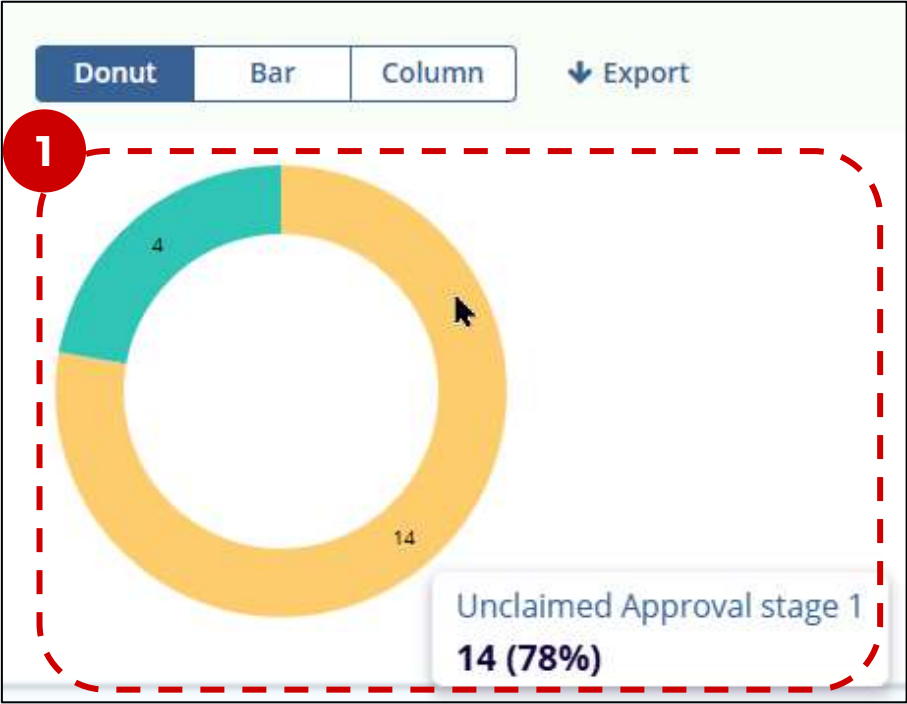 Donut Bar Column Export
1
4
14
Unclaimed Approval stage 1
14 (78%)